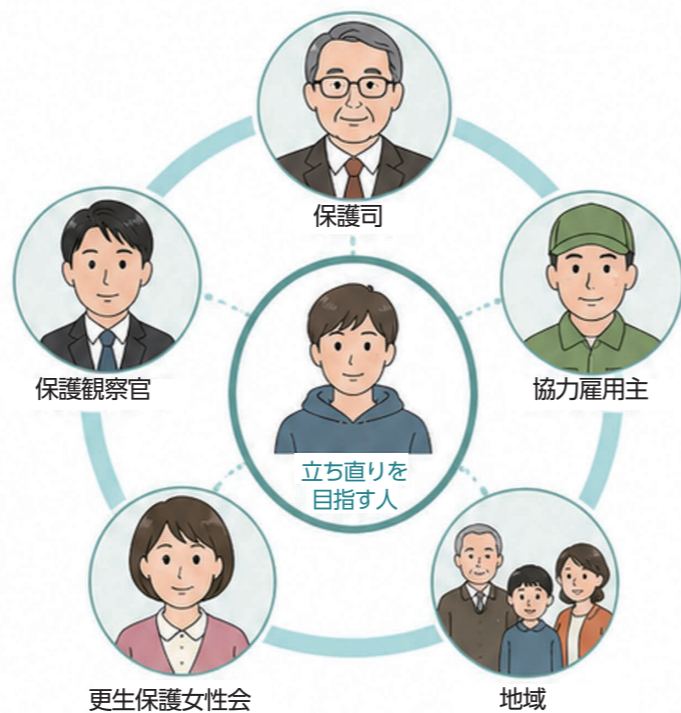 保護司
保護観察官
協力雇用主
立ち直りを
目指す人
更生保護女性会
地域